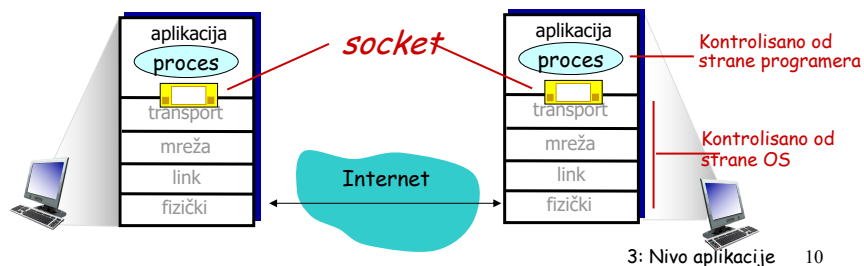 aplikacija
proces
transport
mreža
link
fizički
socket
Internet
aplikacija
proces
transport
mreža
link
fizički
Kontrolisano od
strane programera
Kontrolisano od
strane OS
3: Nivo aplikacije 10